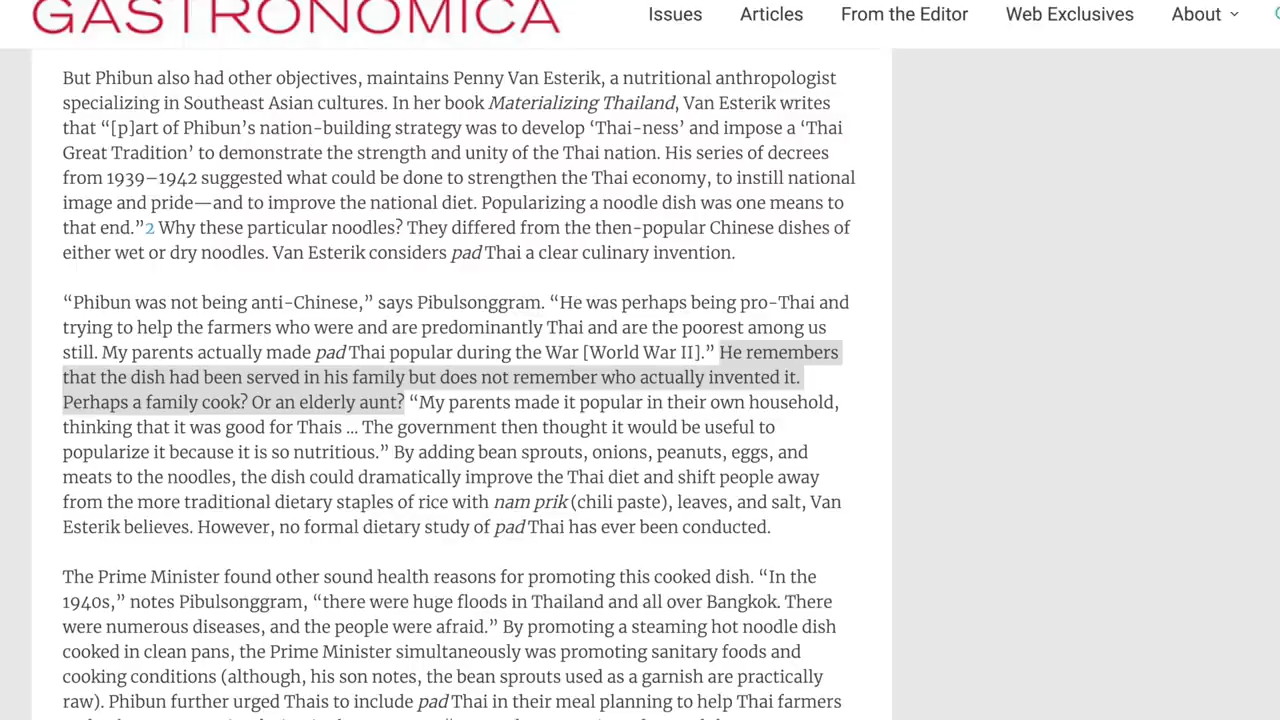 GASTRONOMICA
Issues Articles From the Editor Web Exclusives About
But Phibun also had other objectives, maintains Penny Van Esterik, a nutritional anthropologist
specializing in Southeast Asian cultures. In her book Materializing Thailand, Van Esterik writes
that “[p]art of Phibun’s nation-building strategy was to develop ‘Thai-ness’ and impose a ‘Thai
Great Tradition’ to demonstrate the strength and unity of the Thai nation. His series of decrees
from 1939–1942 suggested what could be done to strengthen the Thai economy, to instill national
image and pride—and to improve the national diet. Popularizing a noodle dish was one means to
that end.”2 Why these particular noodles? They differed from the then-popular Chinese dishes of
either wet or dry noodles. Van Esterik considers pad Thai a clear culinary invention.
“Phibun was not being anti-Chinese,” says Pibulsonggram. “He was perhaps being pro-Thai and
trying to help the farmers who were and are predominantly Thai and are the poorest among us
still. My parents actually made pad Thai popular during the War [World War II].” He remembers
that the dish had been served in his family but does not remember who actually invented it.
Perhaps a family cook? Or an elderly aunt? “My parents made it popular in their own household,
thinking that it was good for Thais … The government then thought it would be useful to
popularize it because it is so nutritious.” By adding bean sprouts, onions, peanuts, eggs, and
meats to the noodles, the dish could dramatically improve the Thai diet and shift people away
from the more traditional dietary staples of rice with nam prik (chili paste), leaves, and salt, Van
Esterik believes. However, no formal dietary study of pad Thai has ever been conducted.
The Prime Minister found other sound health reasons for promoting this cooked dish. “In the
1940s,” notes Pibulsonggram, “there were huge floods in Thailand and all over Bangkok. There
were numerous diseases, and the people were afraid.” By promoting a steaming hot noodle dish
cooked in clean pans, the Prime Minister simultaneously was promoting sanitary foods and
cooking conditions (although, his son notes, the bean sprouts used as a garnish are practically
raw). Phibun further urged Thais to include pad Thai in their meal planning to help Thai farmers